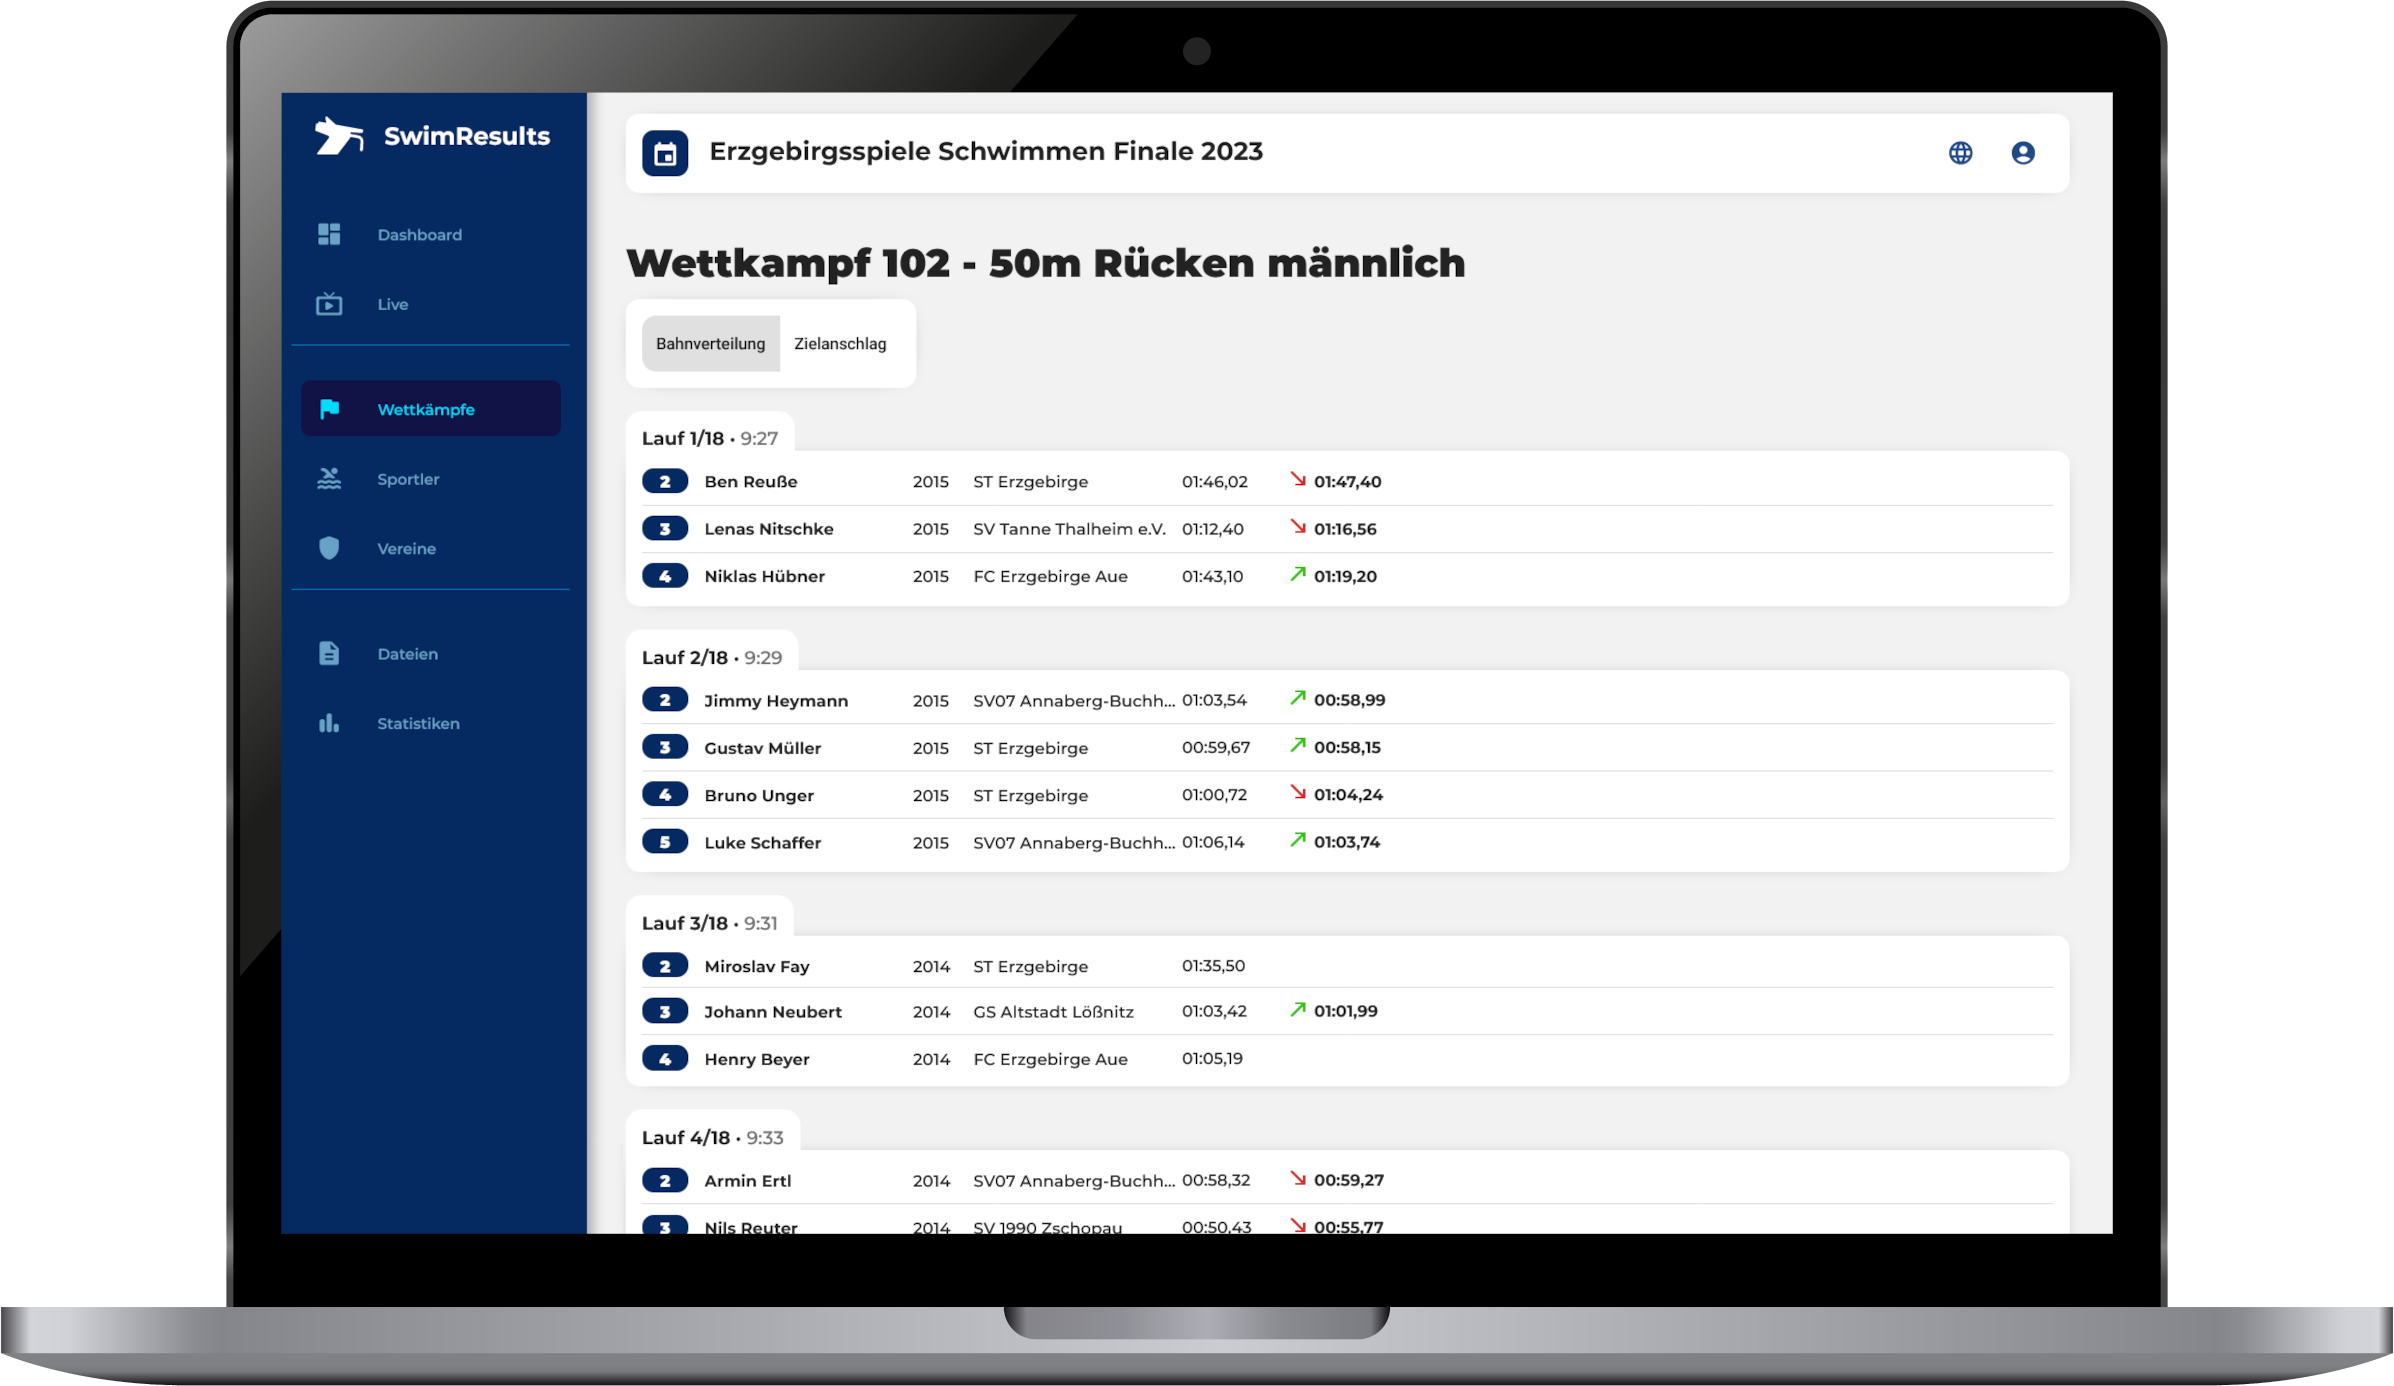 SwimResults
Dashboard
Live
Wettkämpfe
Sportler
Vereine
Dateien
Statistiken
Erzgebirgsspiele Schwimmen Finale 2023
Wettkampf 102 - 50m Rücken männlich
Bahnverteilung Zielanschlag
Lauf 1/18 • 9:27
2 Ben Reuße 2015 ST Erzgebirge 01:46,02 01:47,40
3 Lenas Nitschke 2015 SV Tanne Thalheim e.V. 01:12,40 01:16,56
4 Niklas Hübner 2015 FC Erzgebirge Aue 01:43,10 01:19,20
Lauf 2/18 • 9:29
2 Jimmy Heymann 2015 SV07 Annaberg-Buchh... 01:03,54 00:58,99
3 Gustav Müller 2015 ST Erzgebirge 00:59,67 00:58,15
4 Bruno Unger 2015 ST Erzgebirge 01:00,72 01:04,24
5 Luke Schaffer 2015 SV07 Annaberg-Buchh... 01:06,14 01:03,74
Lauf 3/18 • 9:31
2 Miroslav Fay 2014 ST Erzgebirge 01:35,50
3 Johann Neubert 2014 GS Altstadt Lößnitz 01:03,42 01:01,99
4 Henry Beyer 2014 FC Erzgebirge Aue 01:05,19
Lauf 4/18 • 9:33
2 Armin Ertl 2014 SV07 Annaberg-Buchh... 00:58,32 00:59,27
3 Nils Reuter 2014 SV 1990 Zschopau 00:50,43 00:55,77